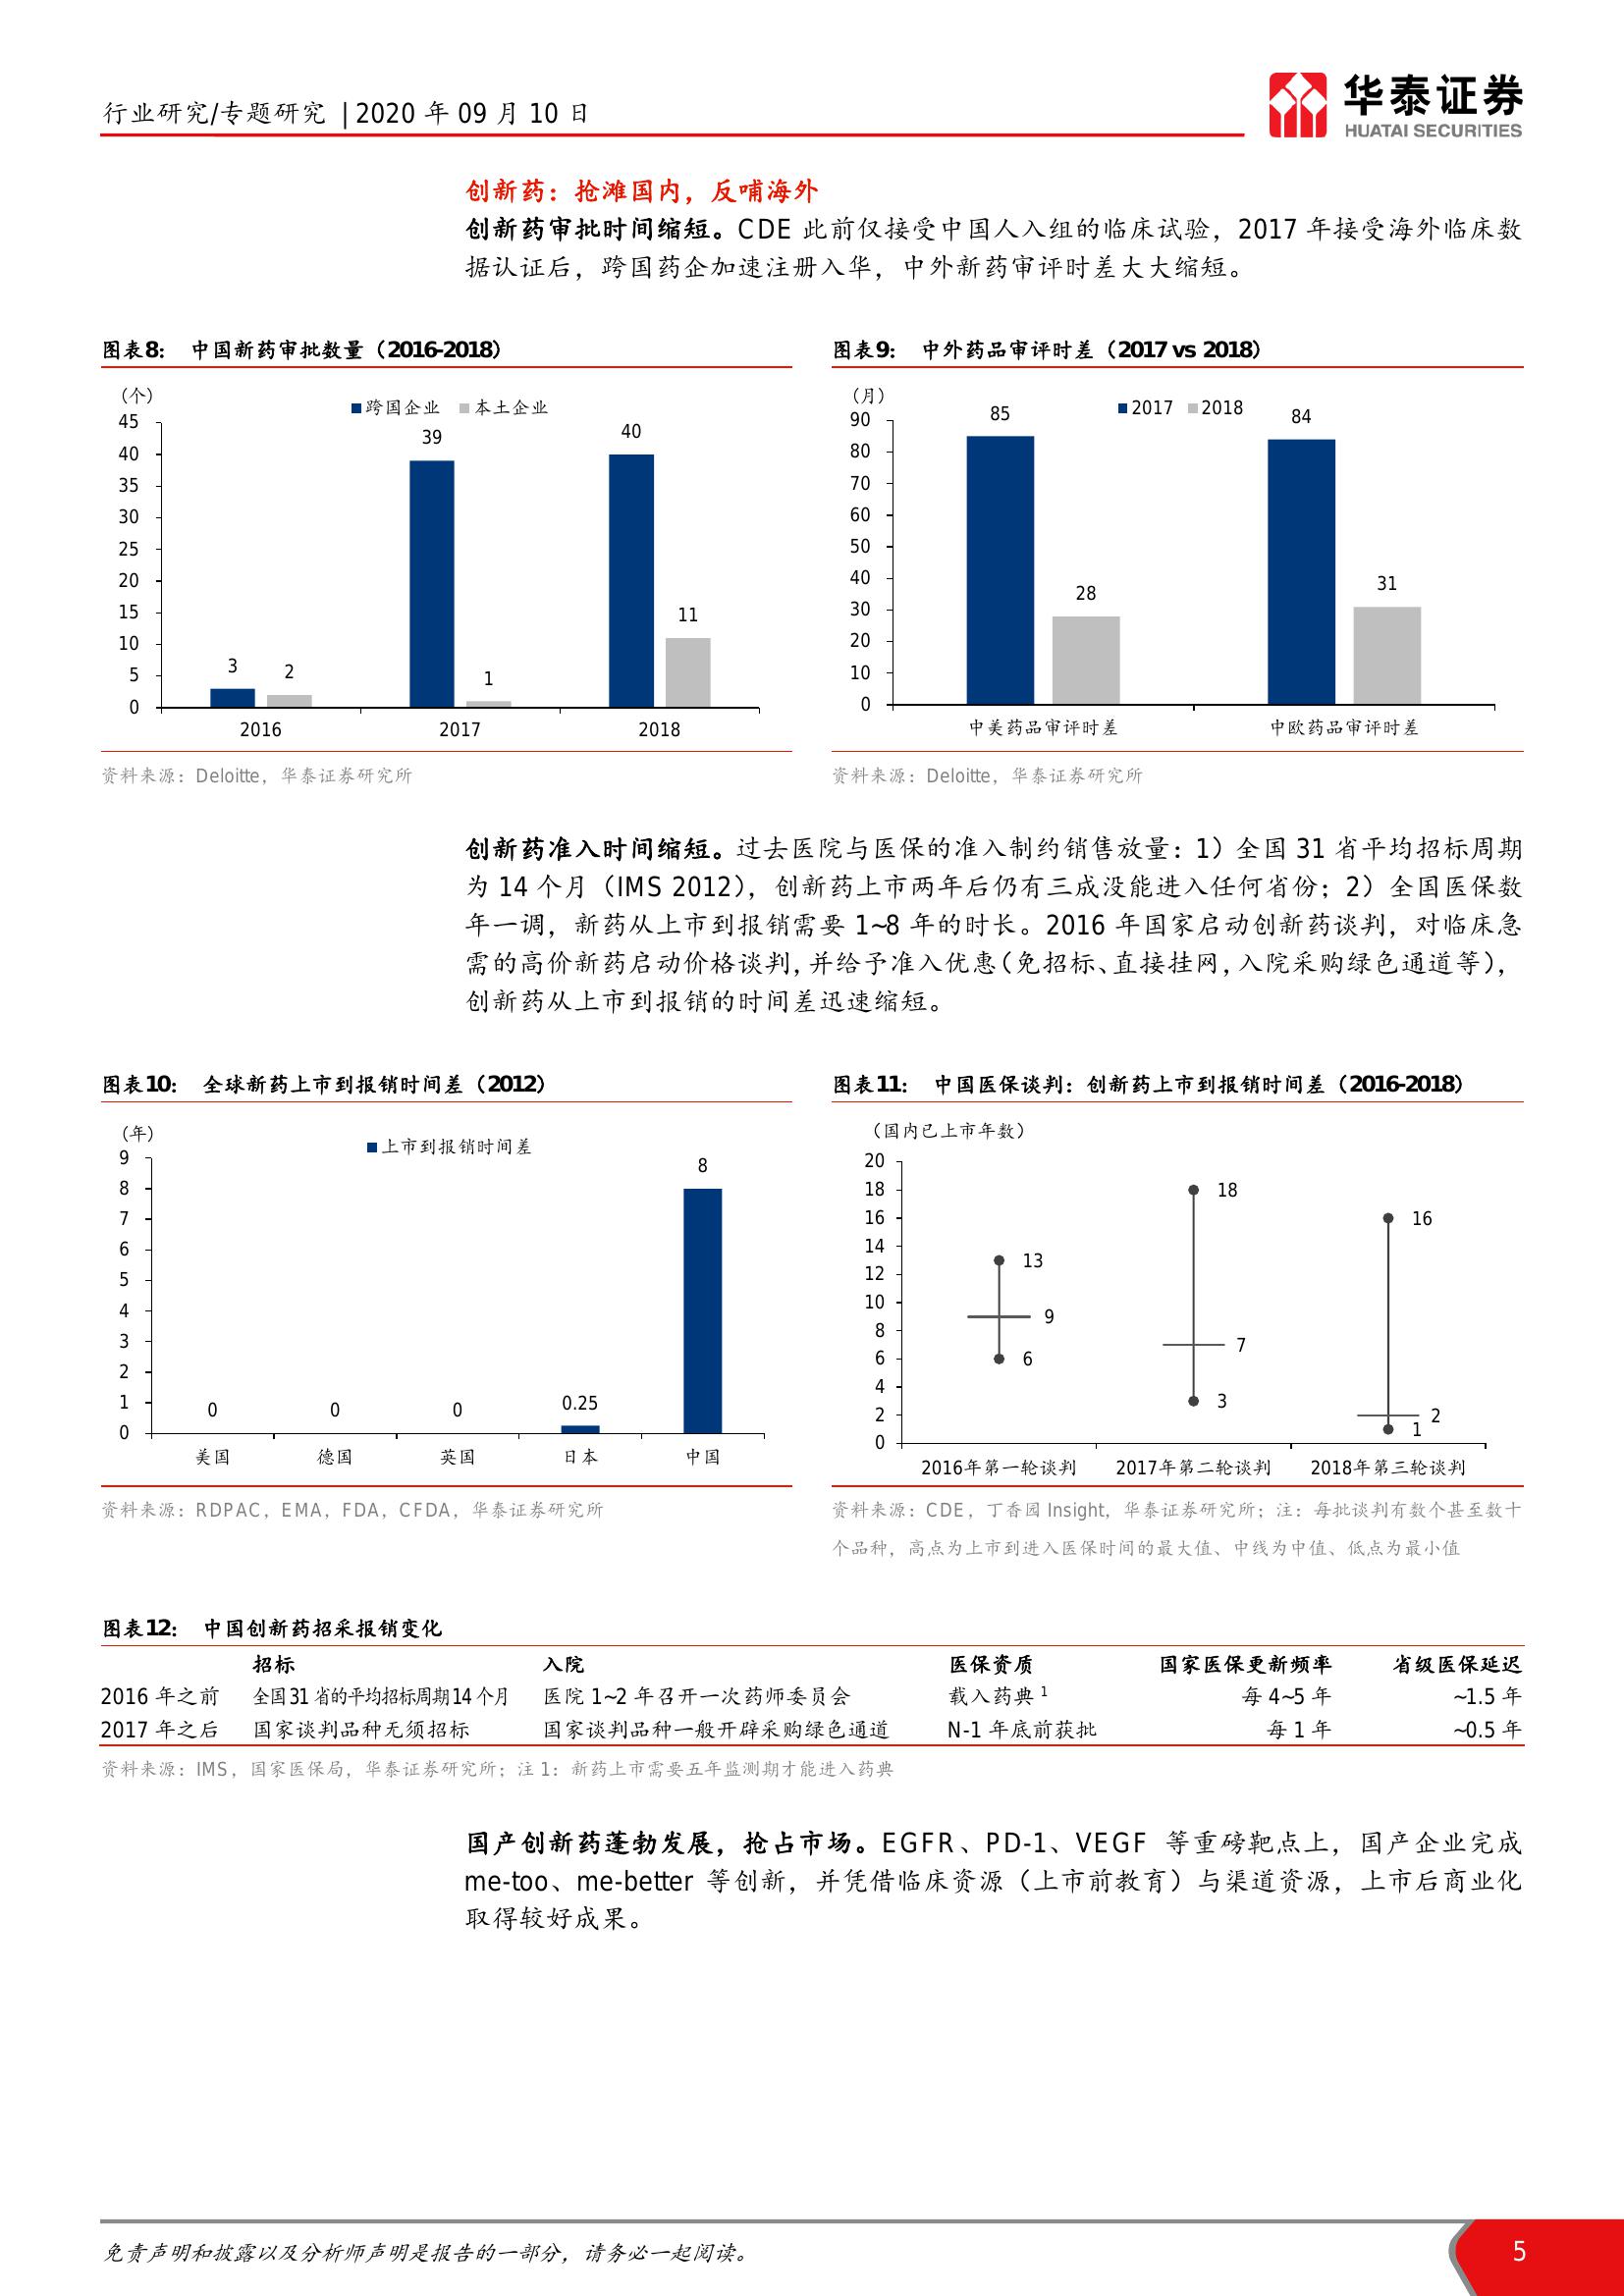 行业研究/专题研究 | 2020 年 09 月 10 日
华泰证券
HUATAI SECURITIES
创新药：抢滩国内，反哺海外
创新药审批时间缩短。CDE 此前仅接受中国人入组的临床试验，2017 年接受海外临床数
据认证后，跨国药企加速注册入华，中外新药审评时差大大缩短。
图表8： 中国新药审批数量（2016-2018）
（个）
跨国企业 本土企业
45
40
35
30
25
20
15
10
5
0
3 2 39 1 40 11
2016 2017 2018
资料来源：Deloitte，华泰证券研究所
图表9： 中外药品审评时差（2017 vs 2018）
（月）
2017 2018
90
80
70
60
50
40
30
20
10
0
85 28 84 31
中美药品审评时差 中欧药品审评时差
资料来源：Deloitte，华泰证券研究所
创新药准入时间缩短。过去医院与医保的准入制约销售放量：1）全国 31 省平均招标周期
为 14 个月（IMS 2012），创新药上市两年后仍有三成没能进入任何省份；2）全国医保数
年一调，新药从上市到报销需要 1~8 年的时长。2016 年国家启动创新药谈判，对临床急
需的高价新药启动价格谈判，并给予准入优惠（免招标、直接挂网，入院采购绿色通道等），
创新药从上市到报销的时间差迅速缩短。
图表10： 全球新药上市到报销时间差（2012）
（年）
上市到报销时间差
9
8
7
6
5
4
3
2
1
0
0 0 0 0.25 8
美国 德国 英国 日本 中国
资料来源：RDPAC，EMA，FDA，CFDA，华泰证券研究所
图表11： 中国医保谈判：创新药上市到报销时间差（2016-2018）
（国内已上市年数）
20
18
16
14
12
10
8
6
4
2
0
13 9 6
18 7 3
16 2 1
2016年第一轮谈判 2017年第二轮谈判 2018年第三轮谈判
资料来源：CDE，丁香园 Insight，华泰证券研究所；注：每批谈判有数个甚至数十
个品种，高点为上市到进入医保时间的最大值、中线为中值、低点为最小值
图表12： 中国创新药招采报销变化
招标 入院 医保资质 国家医保更新频率 省级医保延迟
2016 年之前 全国 31 省的平均招标周期 14 个月 医院 1~2 年召开一次药师委员会 载入药典 1 每 4~5 年 ~1.5 年
2017 年之后 国家谈判品种无须招标 国家谈判品种一般开辟采购绿色通道 N-1 年底前获批 每 1 年 ~0.5 年
资料来源：IMS，国家医保局，华泰证券研究所；注 1：新药上市需要五年监测期才能进入药典
国产创新药蓬勃发展，抢占市场。EGFR、PD-1、VEGF 等重磅靶点上，国产企业完成
me-too、me-better 等创新，并凭借临床资源（上市前教育）与渠道资源，上市后商业化
取得较好成果。
免责声明和披露以及分析师声明是报告的一部分，请务必一起阅读。
5